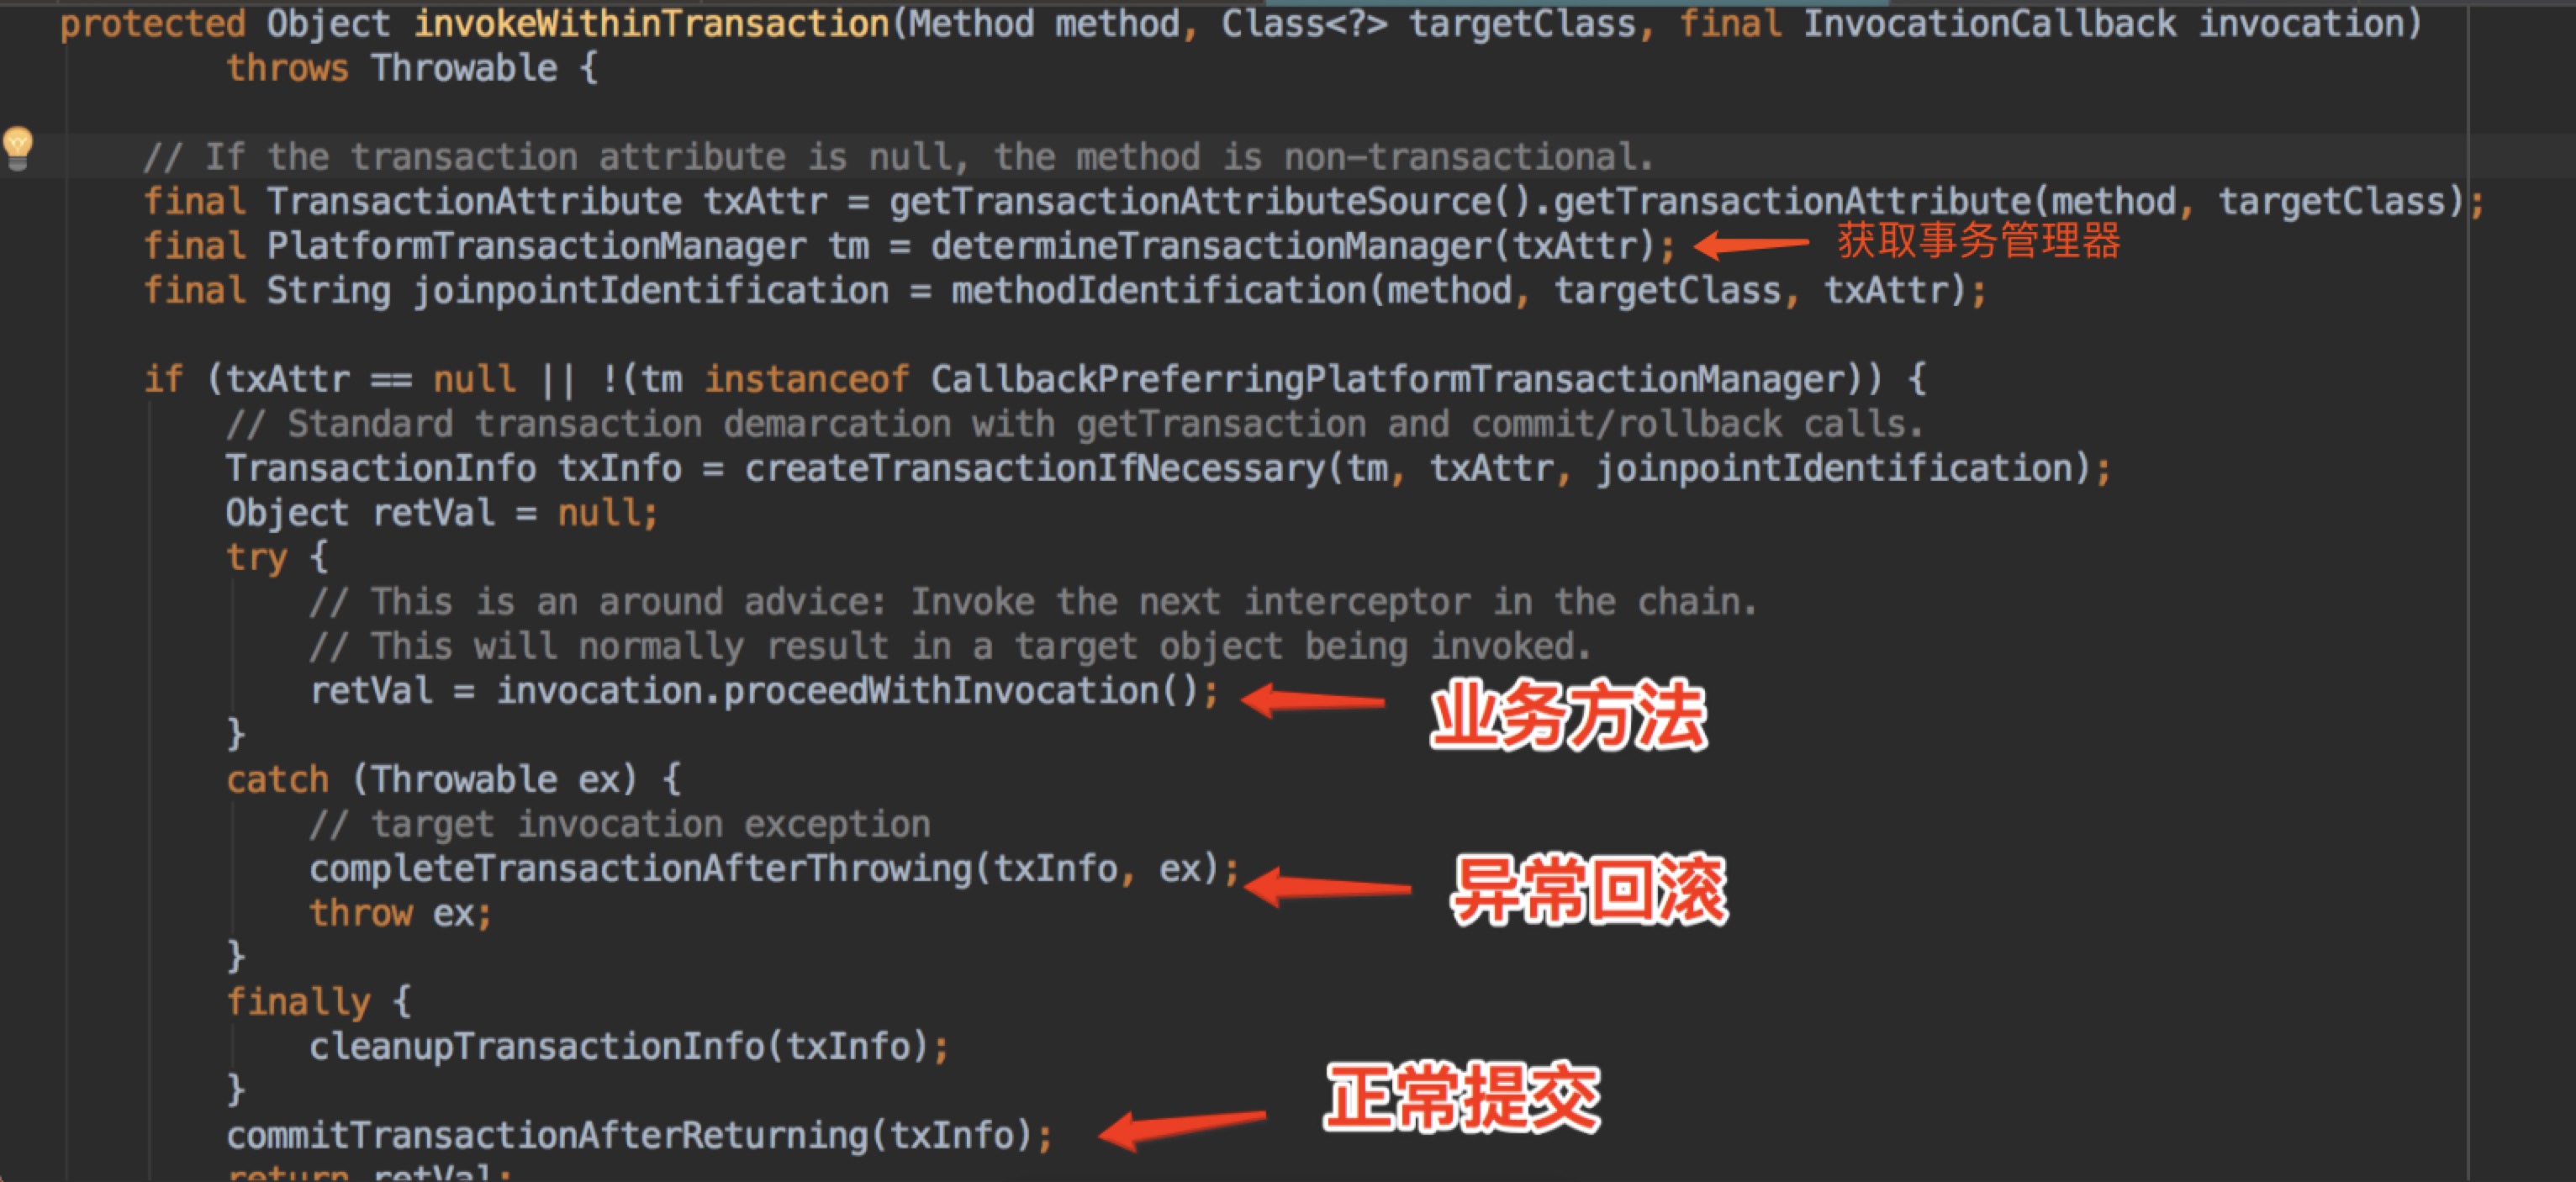 protected Object invokeWithinTransaction(Method method, Class<?> targetClass, final InvocationCallback invocation)
throws Throwable {
// If the transaction attribute is null, the method is non-transactional.
final TransactionAttribute txAttr = getTransactionAttributeSource().getTransactionAttribute(method, targetClass);
final PlatformTransactionManager tm = determineTransactionManager(txAttr); 获取事务管理器
final String joinpointIdentification = methodIdentification(method, targetClass, txAttr);
if (txAttr == null || !(tm instanceof CallbackPreferringPlatformTransactionManager)) {
// Standard transaction demarcation with getTransaction and commit/rollback calls.
TransactionInfo txInfo = createTransactionIfNecessary(tm, txAttr, joinpointIdentification);
Object retVal = null;
try {
// This is an around advice: Invoke the next interceptor in the chain.
// This will normally result in a target object being invoked.
retVal = invocation.proceedWithInvocation(); 业务方法
}
catch (Throwable ex) {
// target invocation exception
completeTransactionAfterThrowing(txInfo, ex); 异常回滚
throw ex;
}
finally {
cleanupTransactionInfo(txInfo);
}
commitTransactionAfterReturning(txInfo); 正常提交
return retVal;